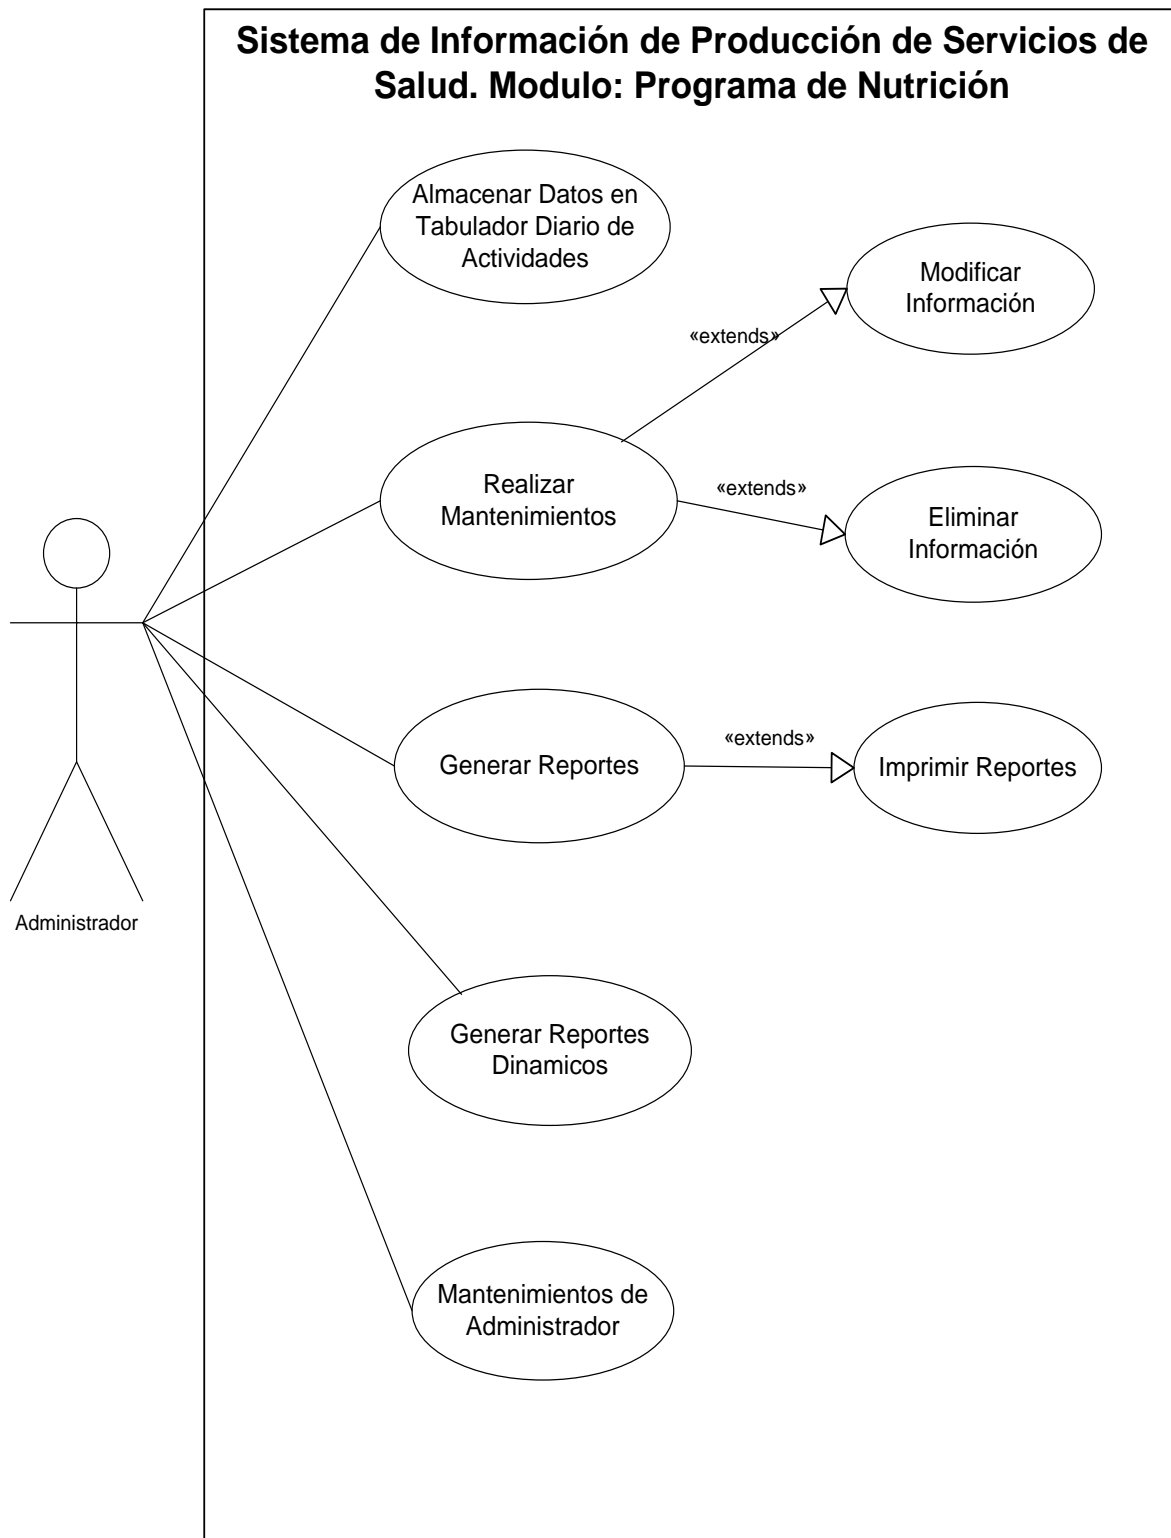 Sistema de Información de Producción de Servicios de
Salud. Modulo: Programa de Nutrición
Almacenar Datos en
Tabulador Diario de
Actividades
Modificar
Información
«extends»
Realizar
Mantenimientos
«extends»
Eliminar
Información
Generar Reportes
«extends»
Imprimir Reportes
Administrador
Generar Reportes
Dinamicos
Mantenimientos de
Administrador